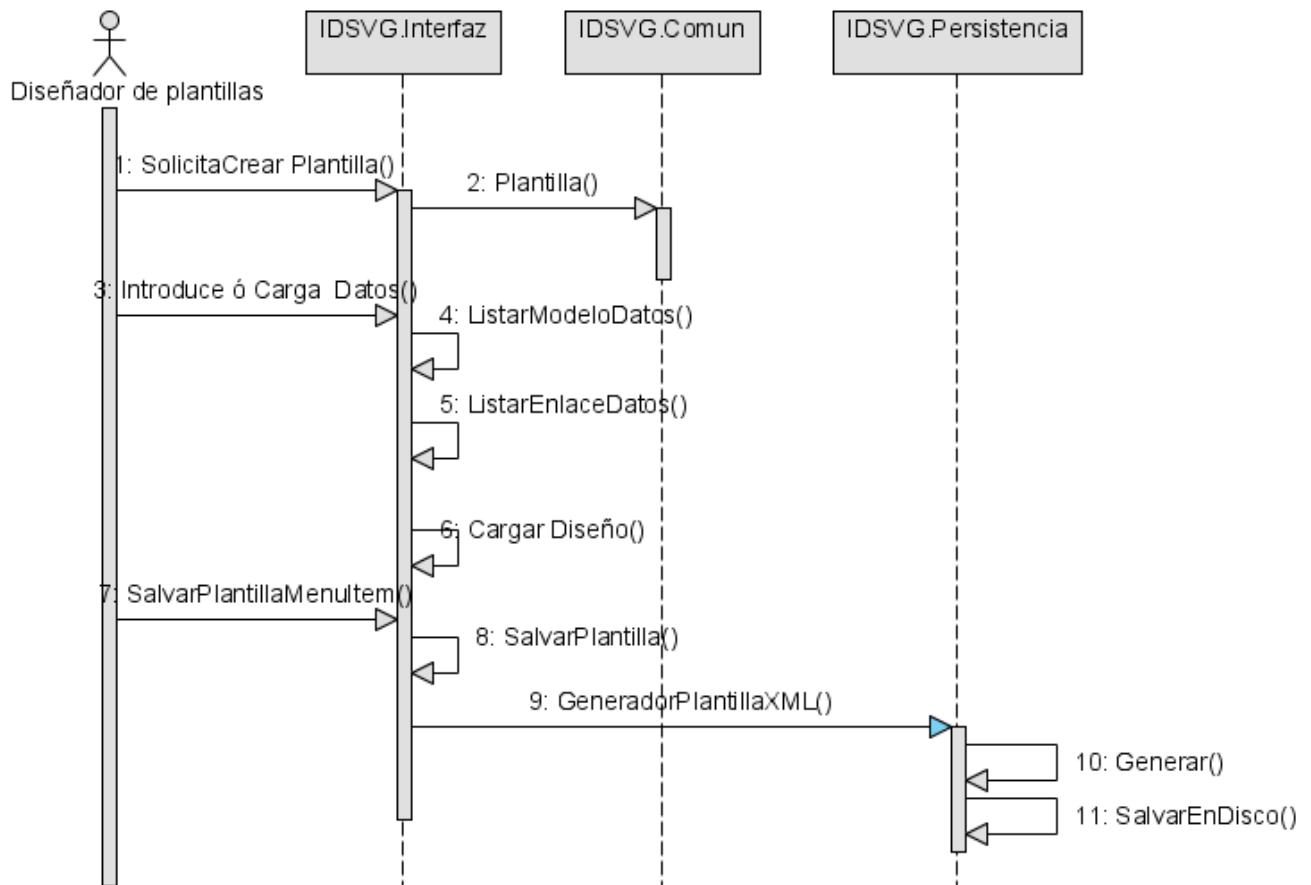 IDSVG.Interfaz
IDSVG.Comun
IDSVG.Persistencia
Diseñador de plantillas
1: SolicitaCrear Plantilla()
2: Plantilla()
3: Introduce ó Carga  Datos()
4: ListarModeloDatos()
5: ListarEnlaceDatos()
6: Cargar Diseño()
7: SalvarPlantillaMenuItem()
8: SalvarPlantilla()
9: GeneradorPlantillaXML()
10: Generar()
11: SalvarEnDisco()